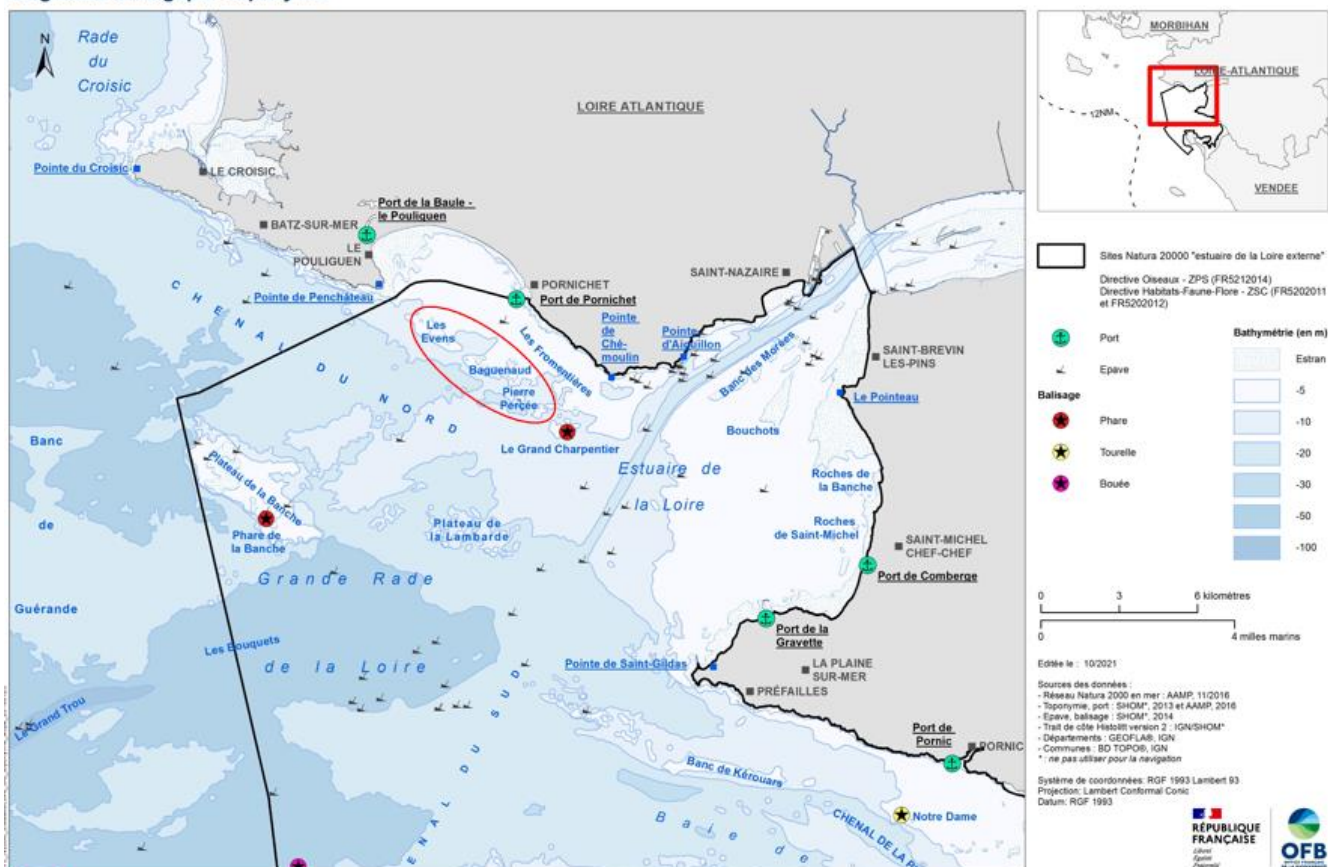 Rade
du
Croisic
N
LOIRE ATLANTIQUE
Pointe du Croisic
LE CROISIC
BATZ-SUR-MER
Port de la Baule -
le Pouliguen
LE
POULIGUEN
Pointe de Penchâteau
PORNICHET
Port de Pornichet
SAINT-NAZAIRE
Pointe
de
Ché-
moulin
Pointe
d'Aiguillon
Les
Evens
Baguenaud
Pierre
Perçée
Les Fromentières
Banc des Morées
SAINT-BREVIN
LES-PINS
Le Pointeau
CHENAL DU NORD
Le Grand Charpentier
Bouchots
Banc
de
Guérande
Plateau de la Banche
Phare de
la Banche
Estuaire de
la Loire
Roches de
la Banche
Roches
de Saint-Michel
Plateau de
la Lambarde
SAINT-MICHEL
CHEF-CHEF
Port de Comberge
Grande Rade
de la Loire
Les Bouquets
Port de la
Gravette
Pointe de Saint-Gildas
LA PLAINE
SUR-MER
PRÉFAILLES
Le Grand Trou
ENAL DU SUD
Port de
Pornic
PORNIC
Banc de Kérouars
Notre Dame
Baie de
CHENAL DE LA P
MORBIHAN
LOIRE-ATLANTIQUE
12NM
VENDEE
Sites Natura 20000 "estuaire de la Loire externe"
Directive Oiseaux - ZPS (FR5212014)
Directive Habitats-Faune-Flore - ZSC (FR5202011
et FR5202012)
Port
Epave
Balisage
Phare
Tourelle
Bouée
Bathymétrie (en m)
Estran
-5
-10
-20
-30
-50
-100
0 3 6 kilomètres
0 4 milles marins
Editée le : 10/2021
Sources des données :
- Réseau Natura 2000 en mer : AAMP, 11/2016
- Toponymie, port : SHOM*, 2013 et AAMP, 2016
- Epave, balisage : SHOM*, 2014
- Trait de côte Histolitt version 2 : IGN/SHOM*
- Départements : GEOFLA®, IGN
- Communes : BD TOPO®, IGN
* : ne pas utiliser pour la navigation
Système de coordonnées: RGF 1993 Lambert 93
Projection: Lambert Conformal Conic
Datum: RGF 1993
RÉPUBLIQUE
FRANÇAISE
Liberté
Égalité
Fraternité
OFB